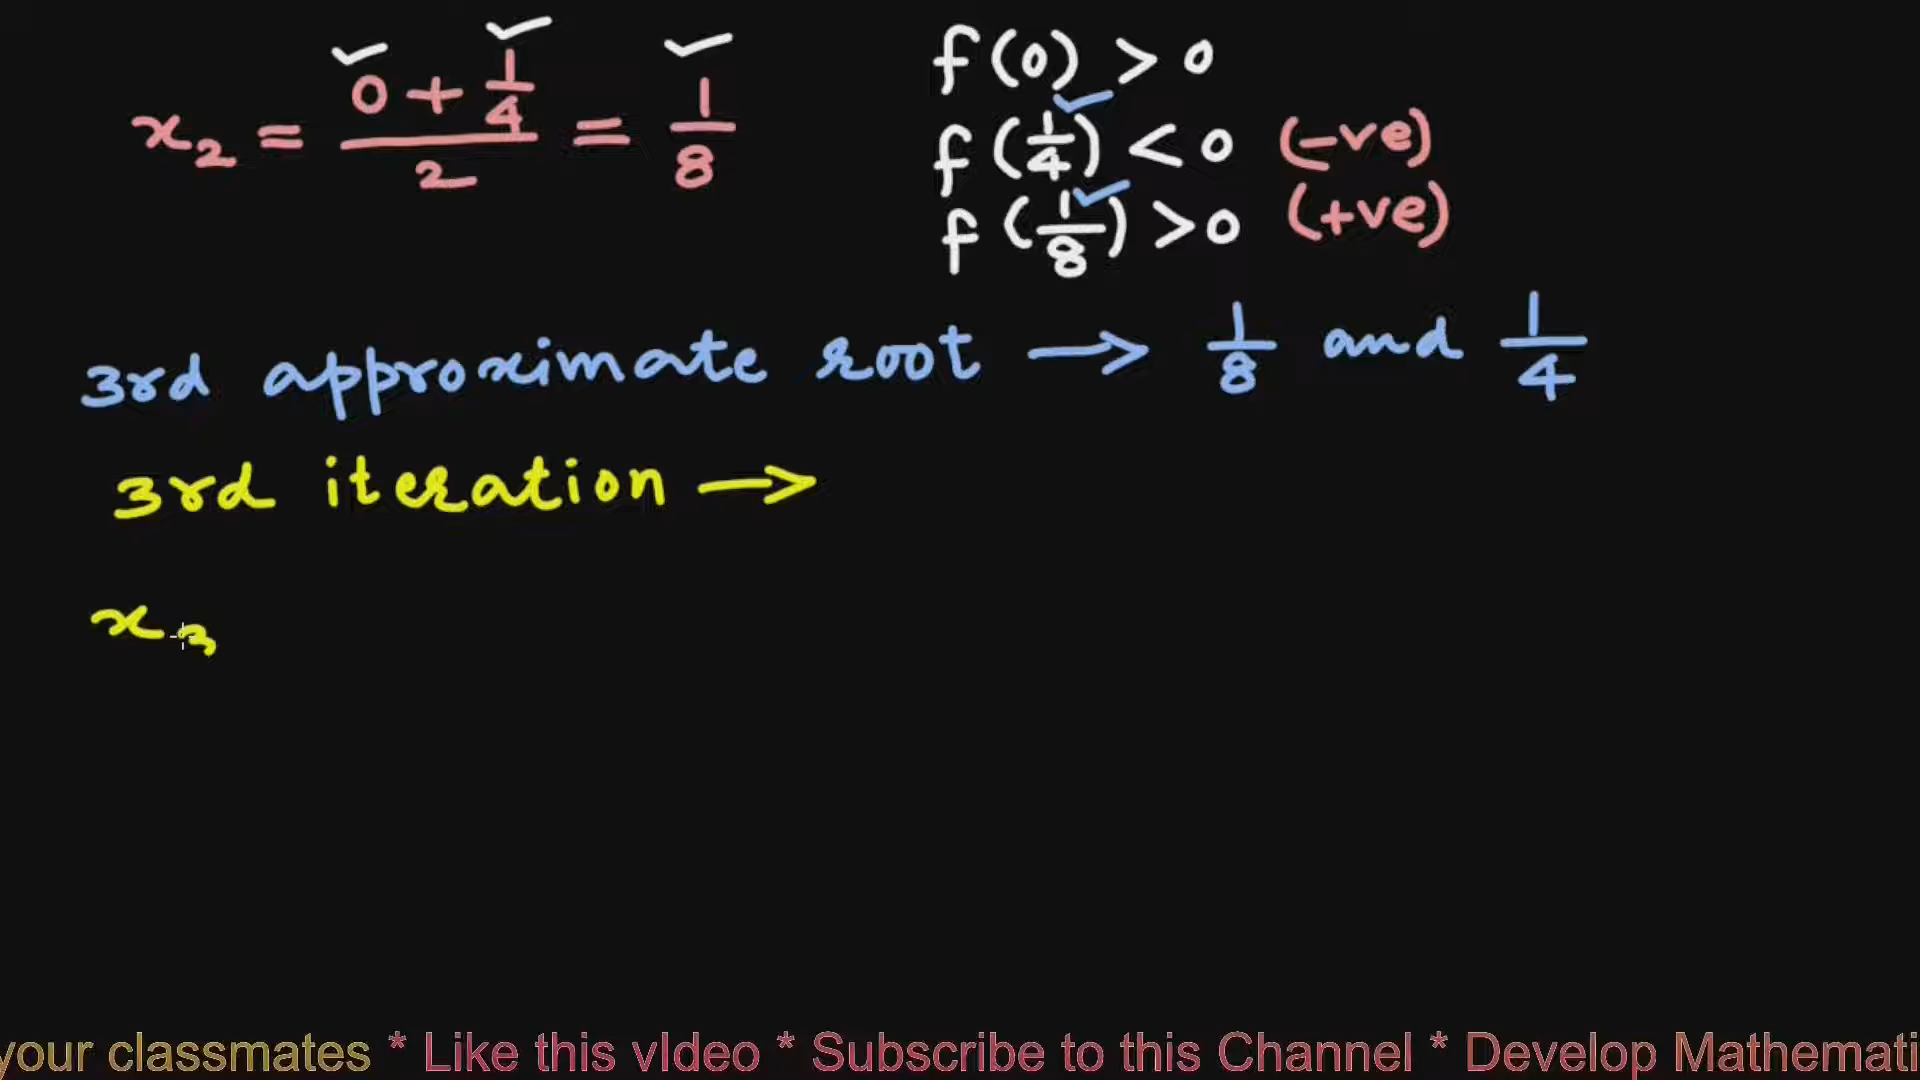 x₂ = (0 + 1/4)/2 = 1/8
f(0) > 0
f(1/4) < 0 (-ve)
f(1/8) > 0 (+ve)
3rd approximate root → 1/8 and 1/4
3rd iteration →
x₃
your classmates * Like this vIdeo * Subscribe to this Channel * Develop Mathemati